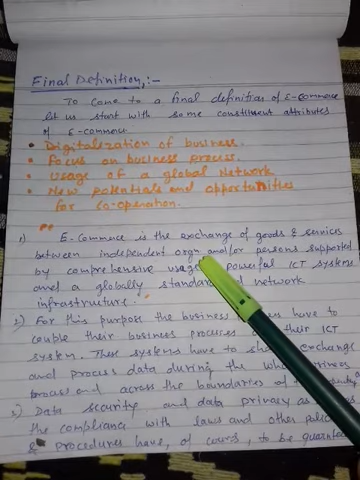 Final Definition,:-
To come to a final definition of E-commerce
let us start with some constituent attributes
of E-commerce.
• Digitalization of business.
• Focus on business process.
• Usage of a global Network
• New potentials and opportunities
for co-operation.
1) E-Commerce is the exchange of goods & services
between independent orgn and/or persons supported
by comprehensive usage powerful ICT systems
and a globally network
infrastructure.
2) For this purpose the business have to
couple their business processes their ICT
system. These systems have to exchange
and process data during the whole
process and across the boundaries of
3) Data security and data privacy as
the compliance with laws and other
& procedures have, of course, to be guaranteed